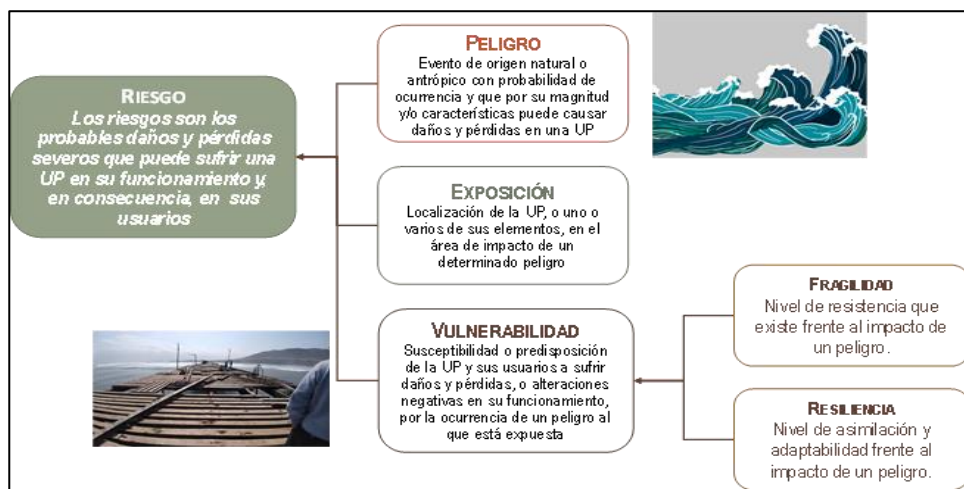 RIESGO
Los riesgos son los
probables daños y pérdidas
severos que puede sufrir una
UP en su funcionamiento y,
en consecuencia, en sus
usuarios
PELIGRO
Evento de origen natural o
antrópico con probabilidad de
ocurrencia y que por su magnitud
y/o características puede causar
daños y pérdidas en una UP
EXPOSICIÓN
Localización de la UP, o uno o
varios de sus elementos, en el
área de impacto de un
determinado peligro
VULNERABILIDAD
Susceptibilidad o predisposición
de la UP y sus usuarios a sufrir
daños y pérdidas, o alteraciones
negativas en su funcionamiento,
por la ocurrencia de un peligro al
que está expuesta
FRAGILIDAD
Nivel de resistencia que
existe frente al impacto de
un peligro.
RESILIENCIA
Nivel de asimilación y
adaptabilidad frente al
impacto de un peligro.